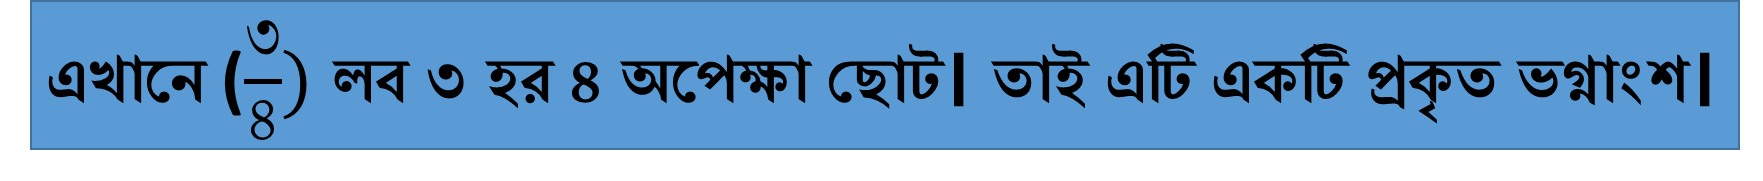 এখানে (৩/৪) লব ৩ হর ৪ অপেক্ষা ছোট। তাই এটি একটি প্রকৃত ভগ্নাংশ।